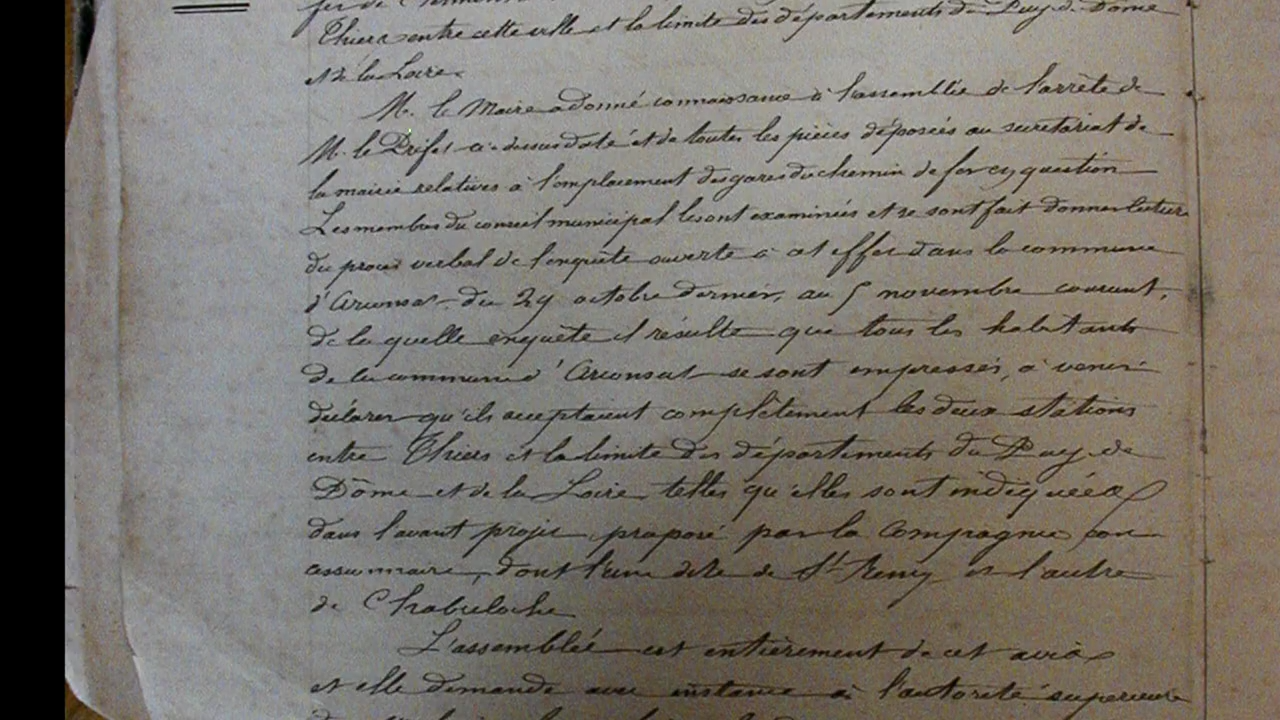 fer de Clermont
Thiers entre cette ville et la limite des départements du Puy-de-Dôme
et de la Loire.
M. le Maire a donné connaissance à l'assemblée de l'arrêté de
M. le Préfet ci-dessus daté et de toutes les pièces déposées au secrétariat de
la mairie relatives à l'emplacement des gares du chemin de fer en question
Les membres du conseil municipal les ont examinées et se sont fait donner lecture
du procès verbal de l'enquête ouverte à cet effet dans la commune
d'Arconsat du 29 octobre dernier, au 5 novembre courant,
de la quelle enquête il résulte que tous les habitants
de la commune d'Arconsat se sont empressés, à venir
déclarer qu'ils acceptaient complètement les deux stations
entre Thiers et la limite des départements du Puy-de
Dôme et de la Loire telles qu'elles sont indiquées
dans l'avant projet proposé par la Compagnie con-
cessionnaire, dont l'une dite de St Remy et l'autre
de Chabreloche
L'assemblée est entièrement de cet avis
et elle demande avec instance à l'autorité supérieure